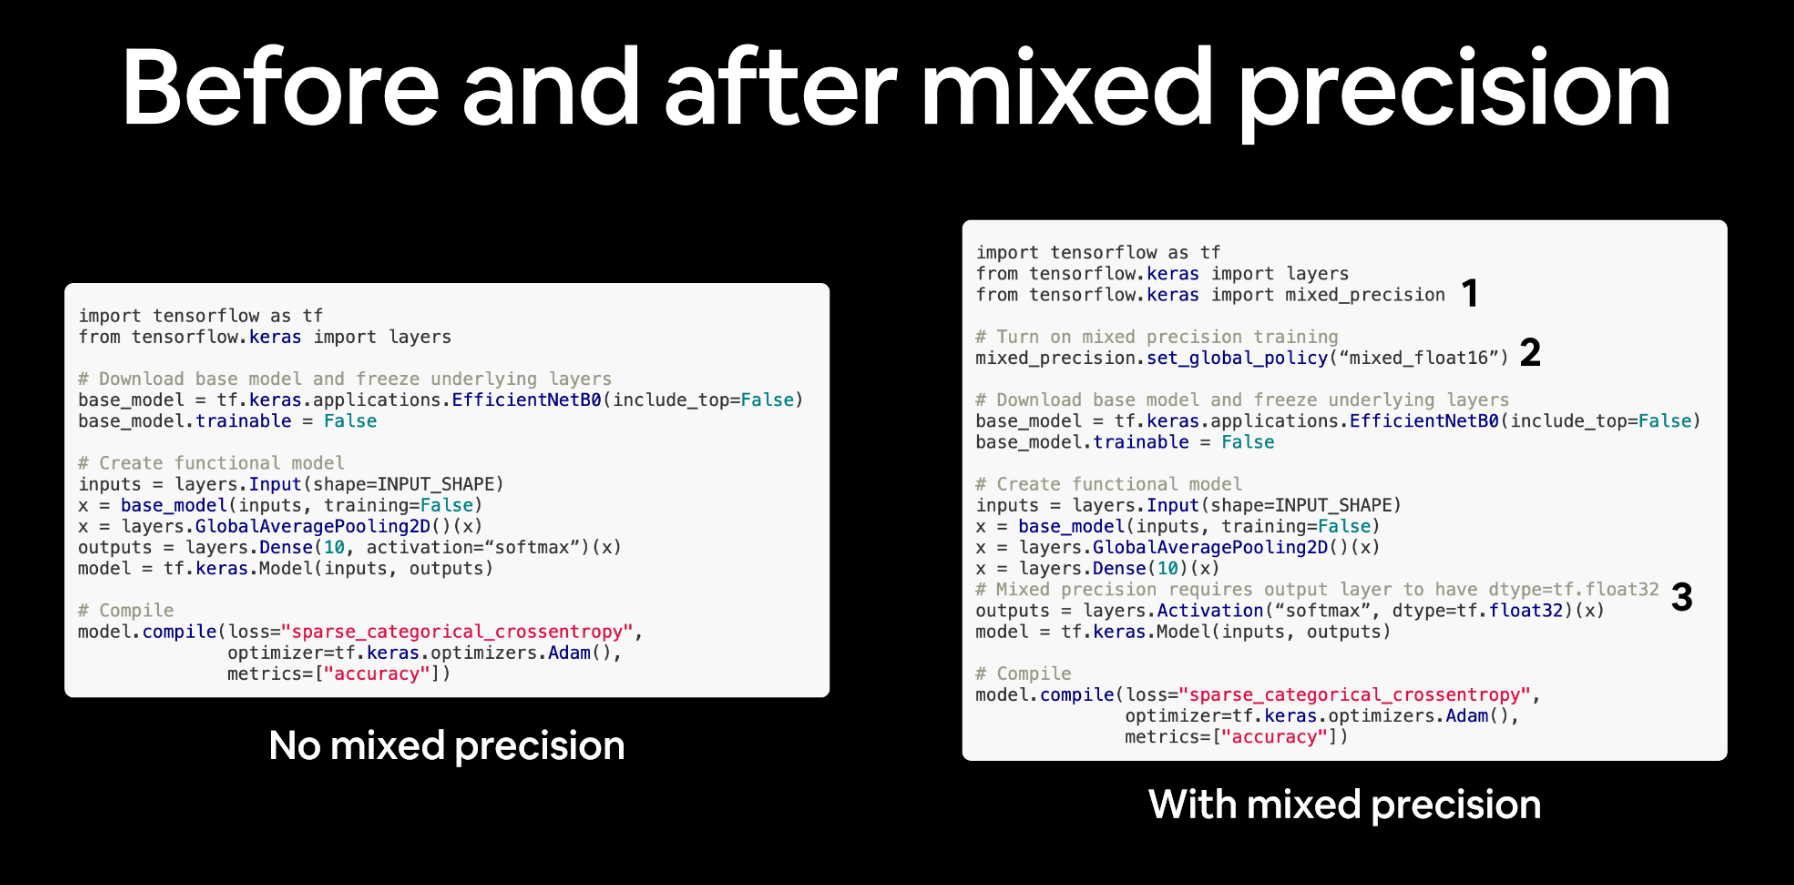 Before and after mixed precision
import tensorflow as tf
from tensorflow.keras import layers
# Download base model and freeze underlying layers
base_model = tf.keras.applications.EfficientNetB0(include_top=False)
base_model.trainable = False
# Create functional model
inputs = layers.Input(shape=INPUT_SHAPE)
x = base_model(inputs, training=False)
x = layers.GlobalAveragePooling2D()(x)
outputs = layers.Dense(10, activation=“softmax”)(x)
model = tf.keras.Model(inputs, outputs)
# Compile
model.compile(loss="sparse_categorical_crossentropy",
optimizer=tf.keras.optimizers.Adam(),
metrics=["accuracy"])
No mixed precision
import tensorflow as tf
from tensorflow.keras import layers
from tensorflow.keras import mixed_precision 1
# Turn on mixed precision training
mixed_precision.set_global_policy(“mixed_float16”) 2
# Download base model and freeze underlying layers
base_model = tf.keras.applications.EfficientNetB0(include_top=False)
base_model.trainable = False
# Create functional model
inputs = layers.Input(shape=INPUT_SHAPE)
x = base_model(inputs, training=False)
x = layers.GlobalAveragePooling2D()(x)
x = layers.Dense(10)(x)
# Mixed precision requires output layer to have dtype=tf.float32 3
outputs = layers.Activation(“softmax”, dtype=tf.float32)(x)
model = tf.keras.Model(inputs, outputs)
# Compile
model.compile(loss="sparse_categorical_crossentropy",
optimizer=tf.keras.optimizers.Adam(),
metrics=["accuracy"])
With mixed precision